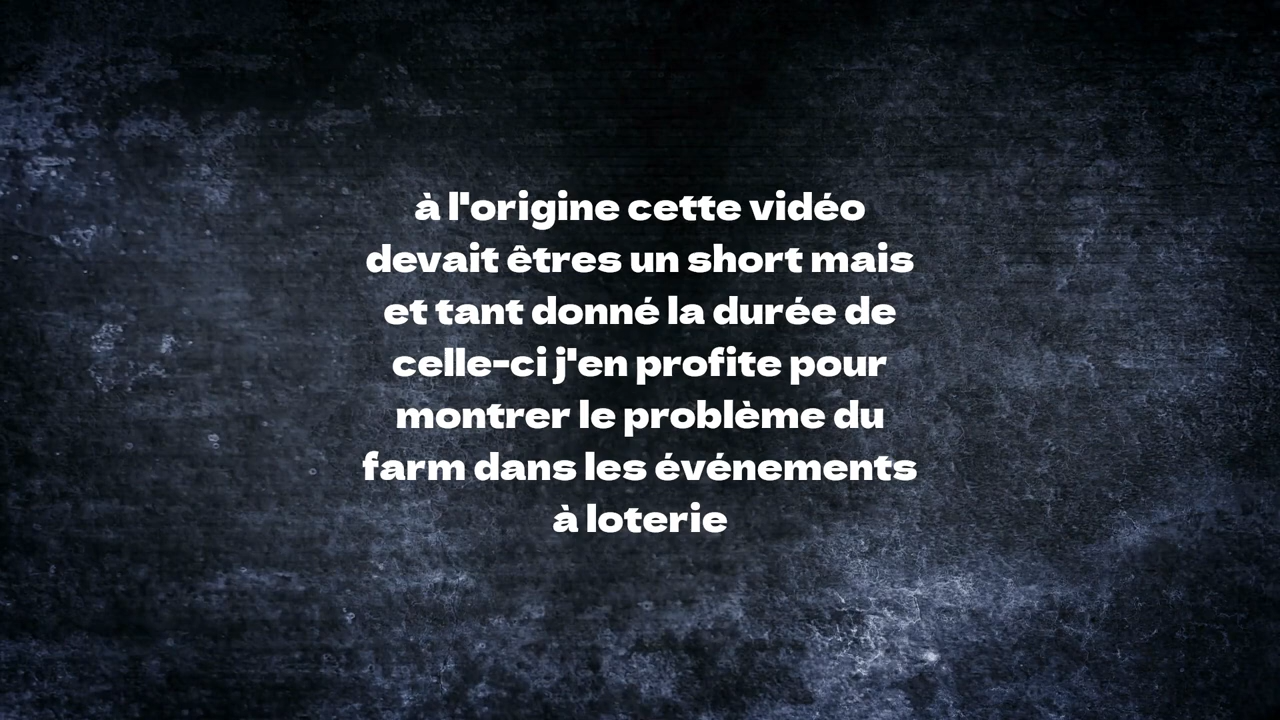 à l'origine cette vidéo
devait êtres un short mais
et tant donné la durée de
celle-ci j'en profite pour
montrer le problème du
farm dans les événements
à loterie